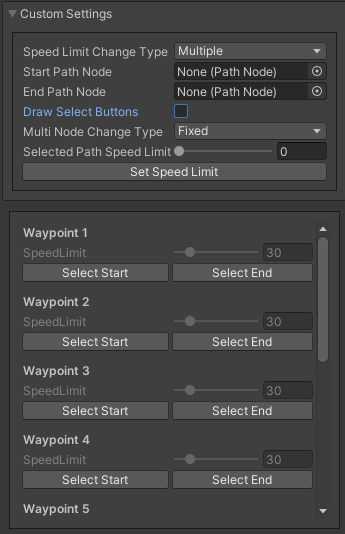 Custom Settings
Speed Limit Change Type Multiple
Start Path Node None (Path Node)
End Path Node None (Path Node)
Draw Select Buttons
Multi Node Change Type Fixed
Selected Path Speed Limit 0
Set Speed Limit
Waypoint 1
SpeedLimit 30
Select Start Select End
Waypoint 2
SpeedLimit 30
Select Start Select End
Waypoint 3
SpeedLimit 30
Select Start Select End
Waypoint 4
SpeedLimit 30
Select Start Select End
Waypoint 5